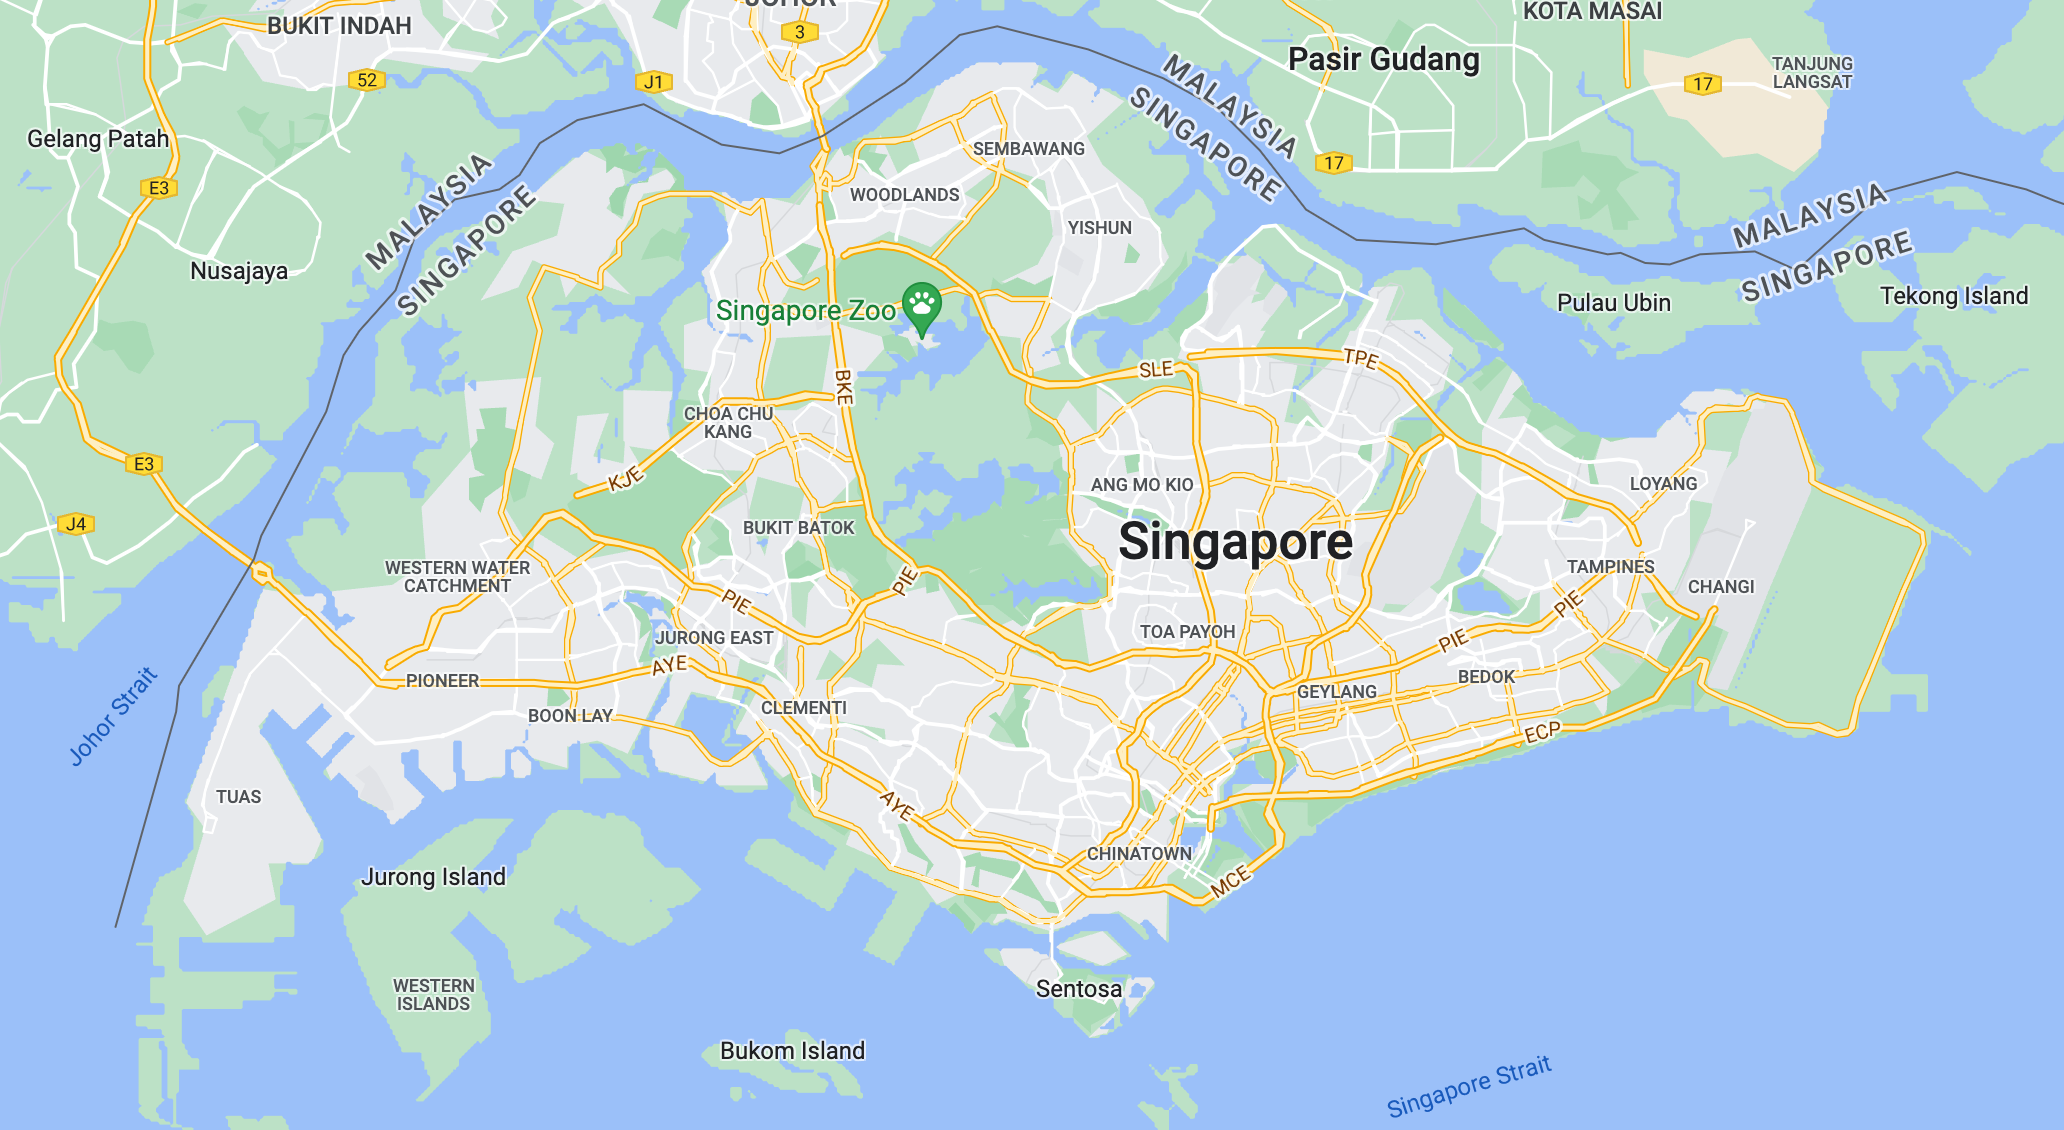 JOHOR
KOTA MASAI
BUKIT INDAH
3
Pasir Gudang
TANJUNG
LANGSAT
52
J1
17
MALAYSIA
SINGAPORE
Gelang Patah
SEMBAWANG
17
E3
WOODLANDS
MALAYSIA
SINGAPORE
YISHUN
MALAYSIA
SINGAPORE
Nusajaya
Pulau Ubin
Tekong Island
Singapore Zoo
TPE
SLE
BKE
CHOA CHU
KANG
E3
KJE
ANG MO KIO
LOYANG
J4
BUKIT BATOK
Singapore
WESTERN WATER
CATCHMENT
TAMPINES
PIE
CHANGI
PIE
PIE
JURONG EAST
TOA PAYOH
PIE
AYE
PIONEER
BEDOK
GEYLANG
Johor Strait
BOON LAY
CLEMENTI
ECP
TUAS
AYE
CHINATOWN
Jurong Island
MCE
WESTERN
ISLANDS
Sentosa
Bukom Island
Singapore Strait